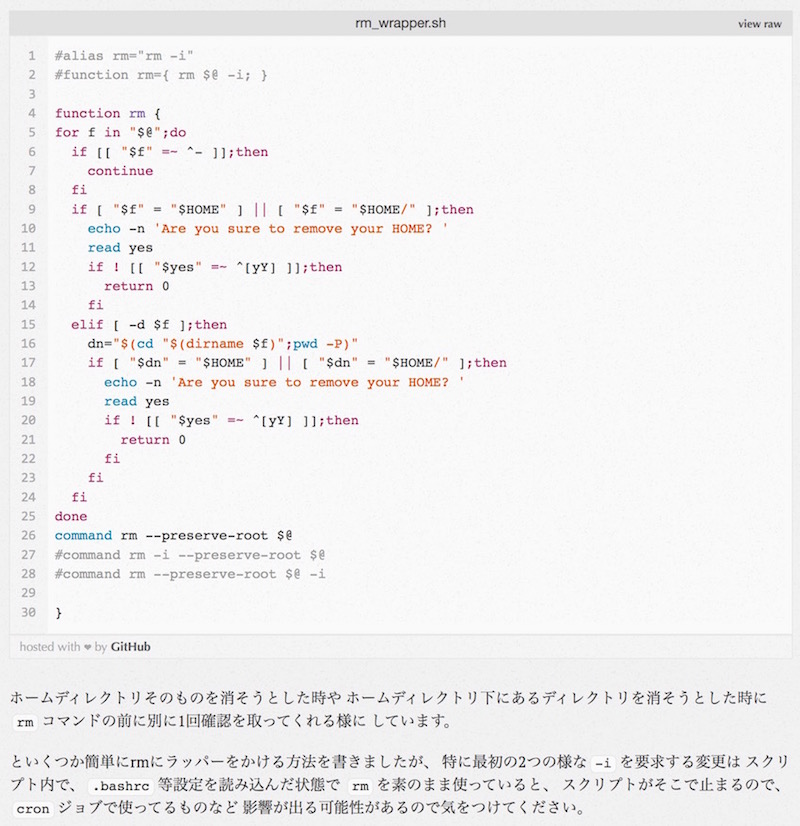 rm_wrapper.sh view raw
1 #alias rm="rm -i"
2 #function rm={ rm $@ -i; }
3
4 function rm {
5 for f in "$@";do
6   if [[ "$f" =~ ^- ]];then
7     continue
8   fi
9   if [ "$f" = "$HOME" ] || [ "$f" = "$HOME/" ];then
10     echo -n 'Are you sure to remove your HOME? '
11     read yes
12     if ! [[ "$yes" =~ ^[yY] ]];then
13       return 0
14     fi
15   elif [ -d $f ];then
16     dn="$(cd "$(dirname $f)";pwd -P)"
17     if [ "$dn" = "$HOME" ] || [ "$dn" = "$HOME/" ];then
18       echo -n 'Are you sure to remove your HOME? '
19       read yes
20       if ! [[ "$yes" =~ ^[yY] ]];then
21         return 0
22       fi
23     fi
24   fi
25 done
26 command rm --preserve-root $@
27 #command rm -i --preserve-root $@
28 #command rm --preserve-root $@ -i
29
30 }
hosted with ❤ by GitHub
ホームディレクトリそのものを消そうとした時や ホームディレクトリ下にあるディレクトリを消そうとした時に
rm コマンドの前に別に1回確認を取ってくれる様に しています。
といくつか簡単にrmにラッパーをかける方法を書きましたが、 特に最初の2つの様な -i を要求する変更は スクリ
プト内で、 .bashrc 等設定を読み込んだ状態で rm を素のまま使っていると、 スクリプトがそこで止まるので、
cron ジョブで使ってるものなど 影響が出る可能性があるので気をつけてください。